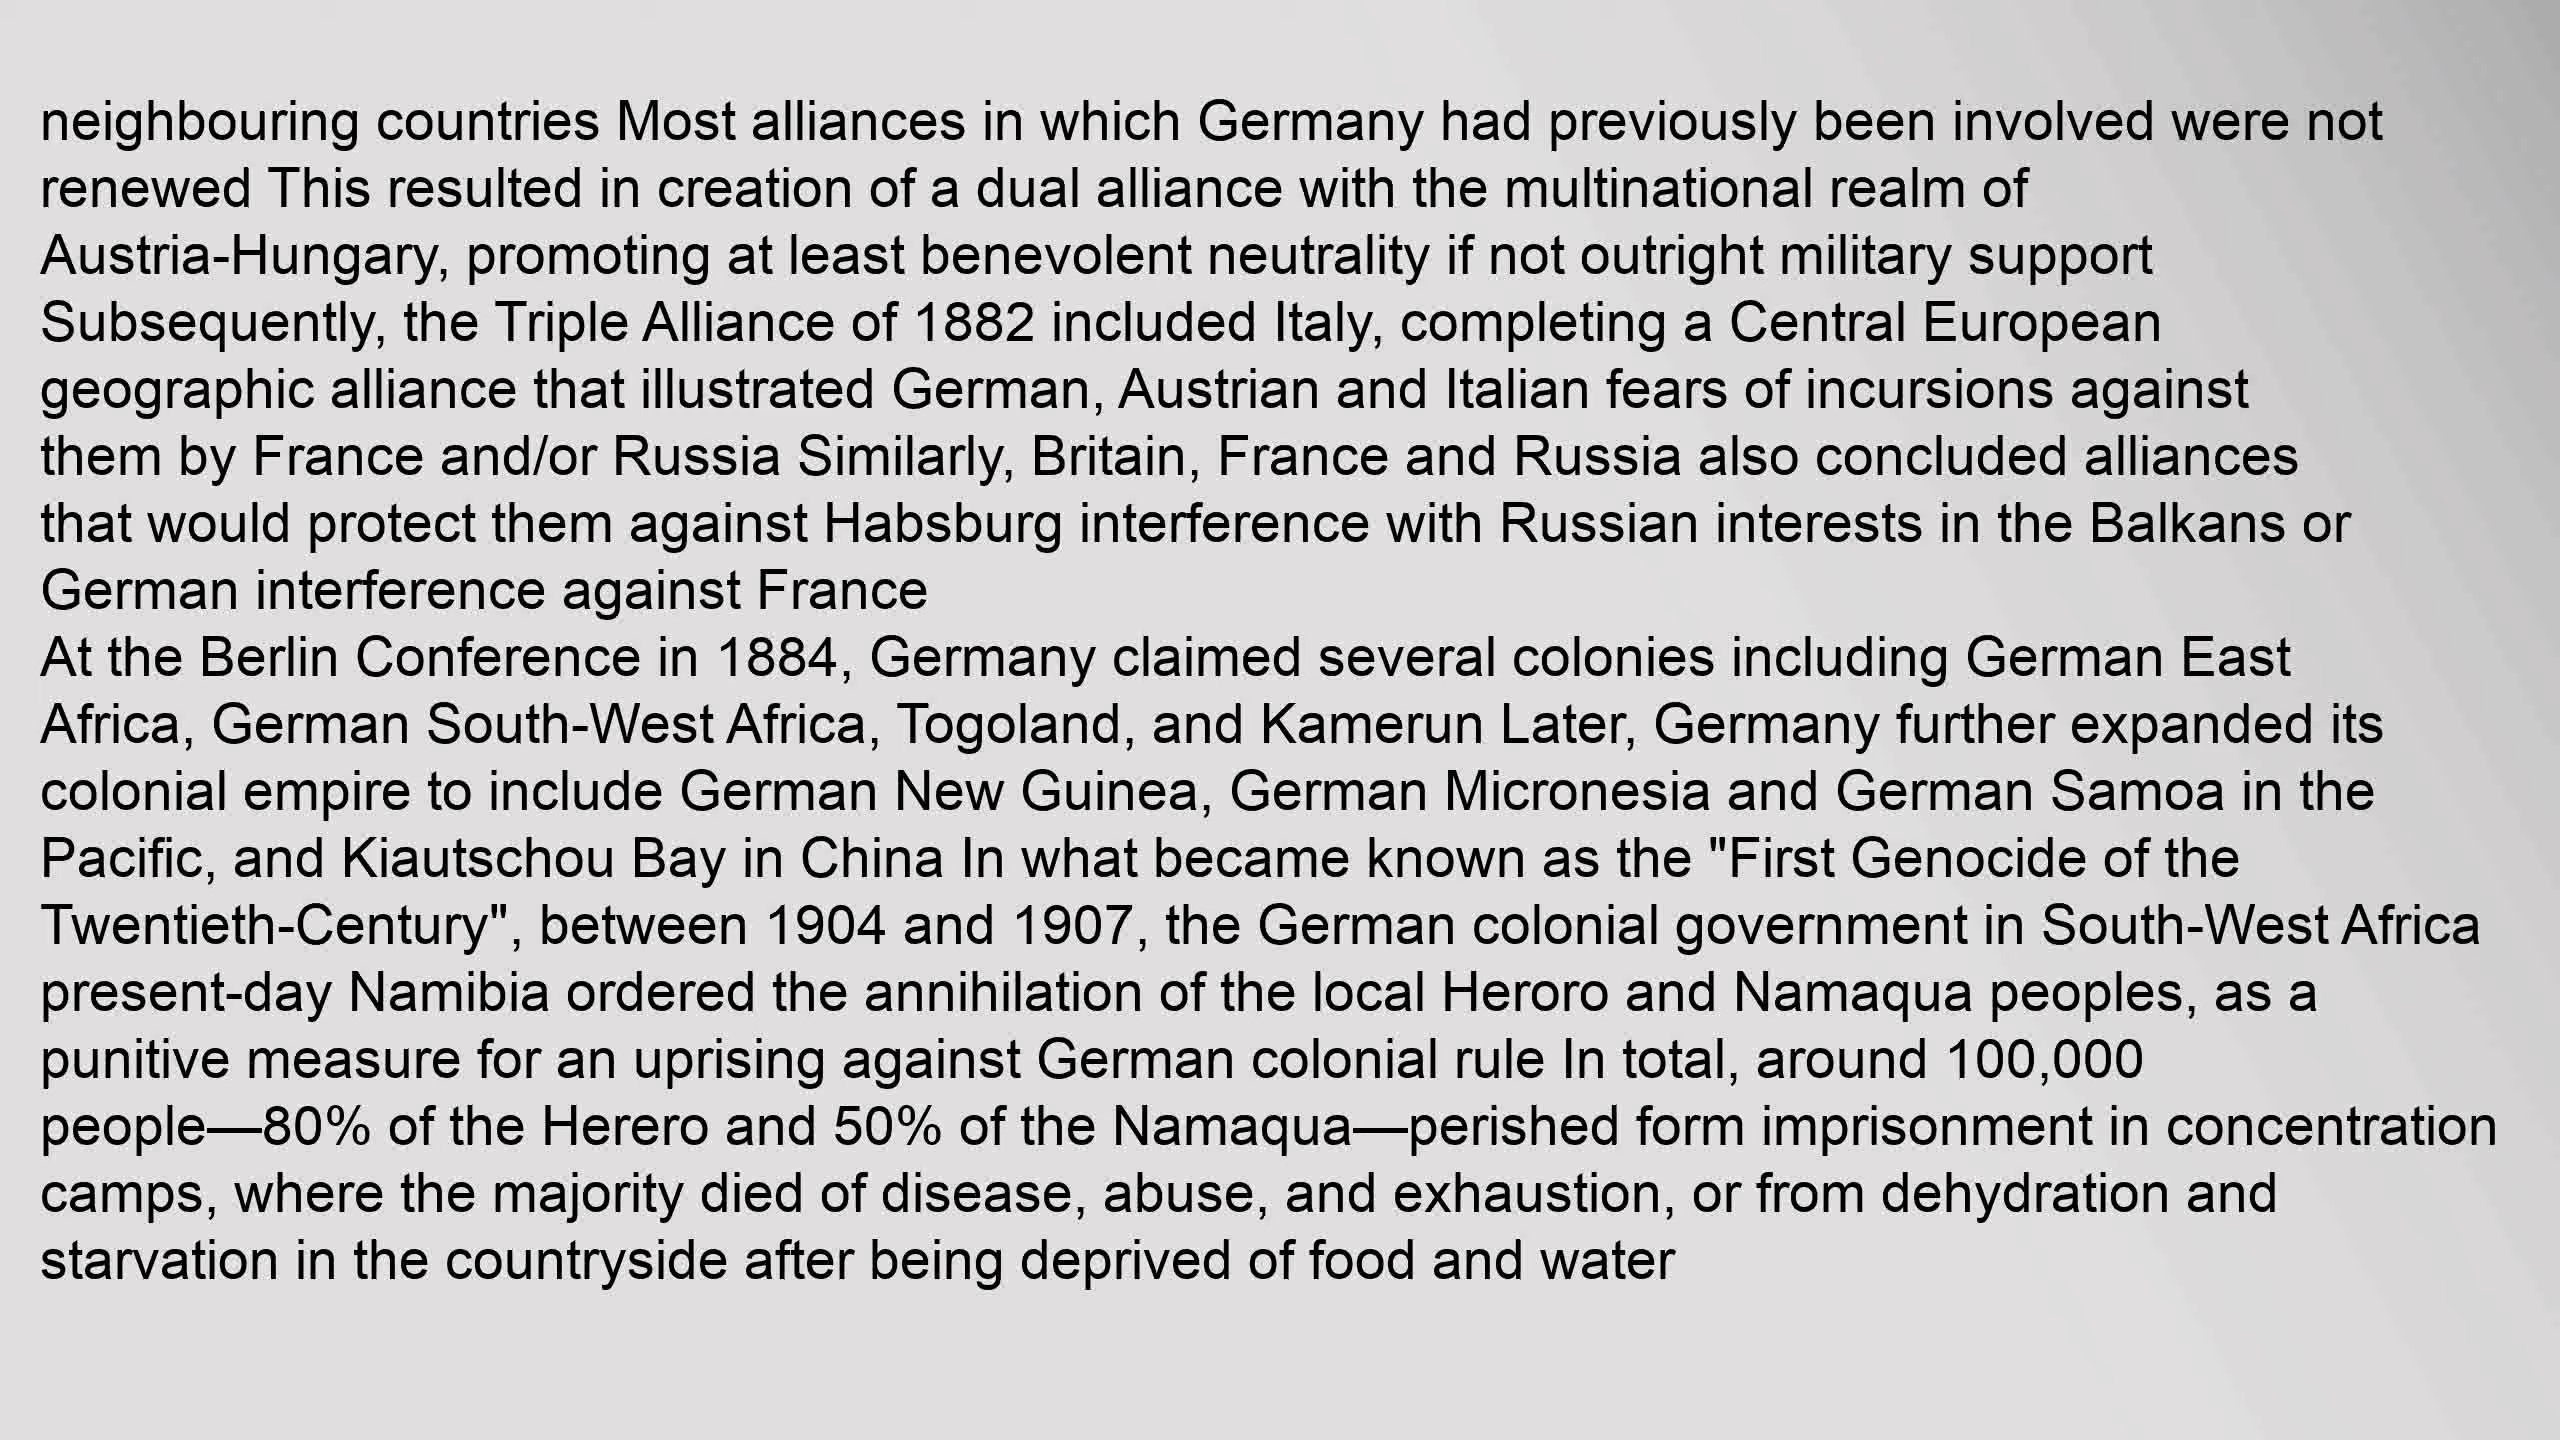 neighbouring countries Most alliances in which Germany had previously been involved were not
renewed This resulted in creation of a dual alliance with the multinational realm of
Austria-Hungary, promoting at least benevolent neutrality if not outright military support
Subsequently, the Triple Alliance of 1882 included Italy, completing a Central European
geographic alliance that illustrated German, Austrian and Italian fears of incursions against
them by France and/or Russia Similarly, Britain, France and Russia also concluded alliances
that would protect them against Habsburg interference with Russian interests in the Balkans or
German interference against France
At the Berlin Conference in 1884, Germany claimed several colonies including German East
Africa, German South-West Africa, Togoland, and Kamerun Later, Germany further expanded its
colonial empire to include German New Guinea, German Micronesia and German Samoa in the
Pacific, and Kiautschou Bay in China In what became known as the "First Genocide of the
Twentieth-Century", between 1904 and 1907, the German colonial government in South-West Africa
present-day Namibia ordered the annihilation of the local Heroro and Namaqua peoples, as a
punitive measure for an uprising against German colonial rule In total, around 100,000
people—80% of the Herero and 50% of the Namaqua—perished form imprisonment in concentration
camps, where the majority died of disease, abuse, and exhaustion, or from dehydration and
starvation in the countryside after being deprived of food and water